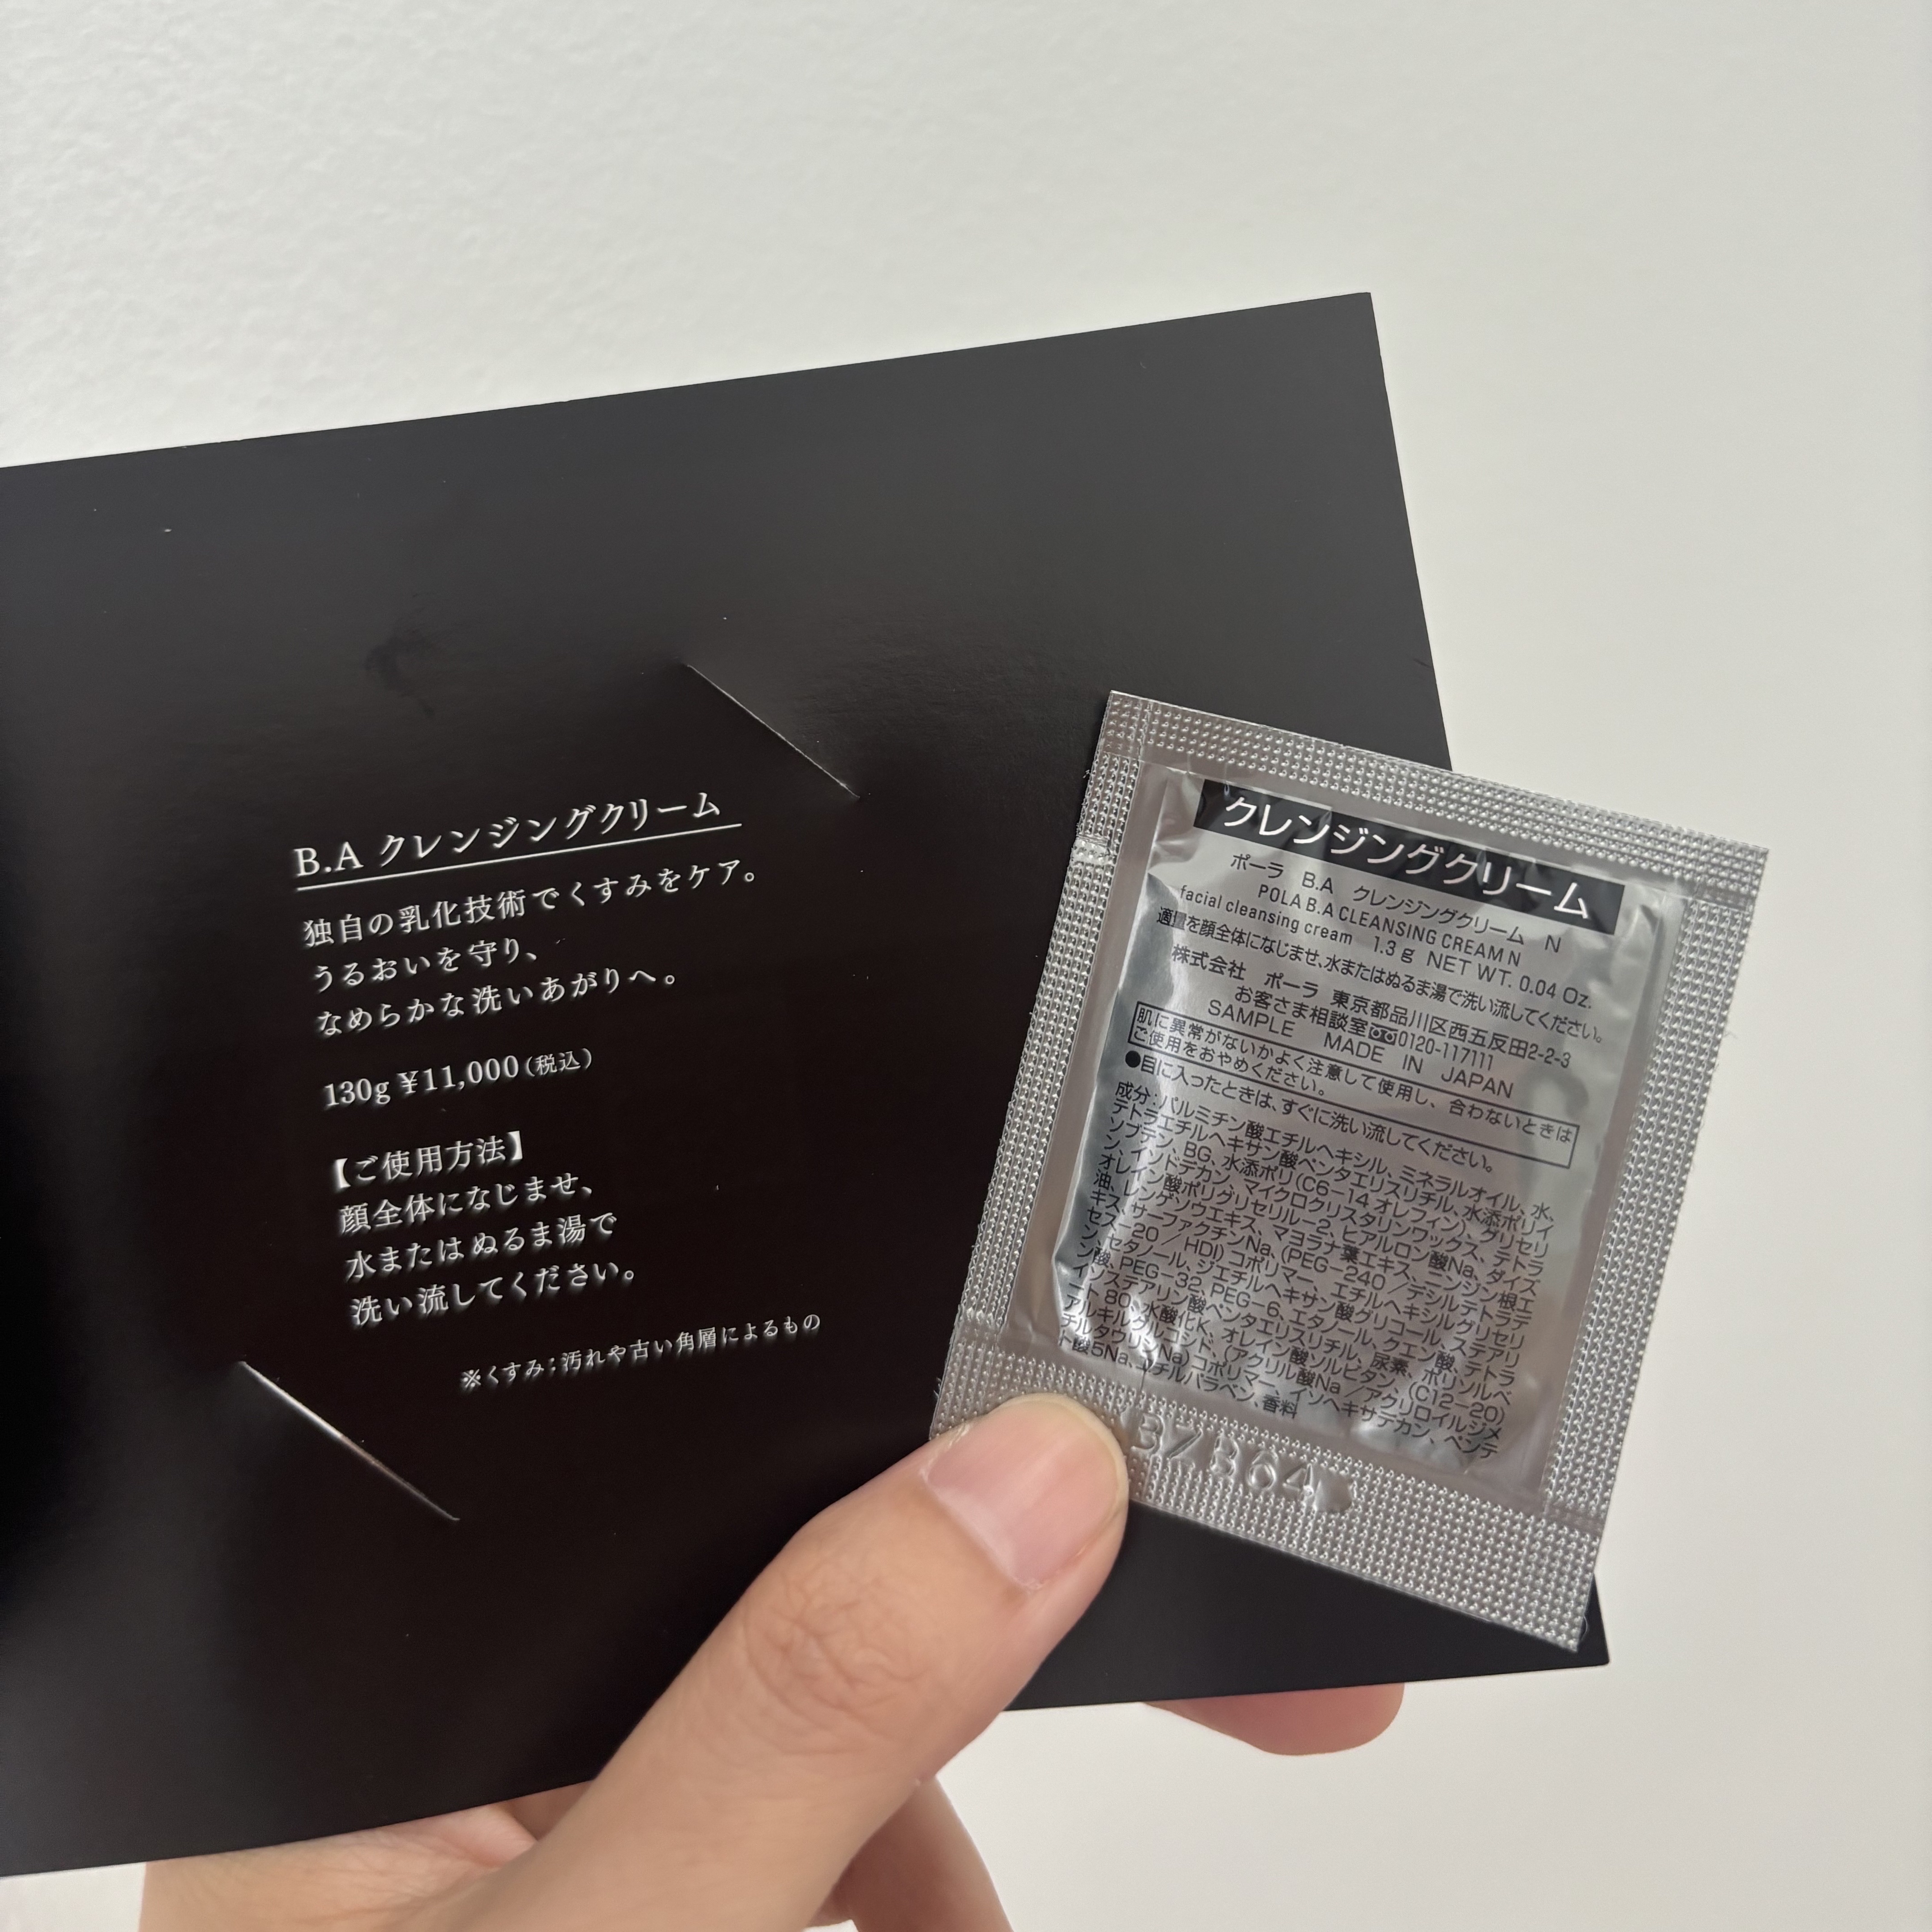 B.A クレンジングクリーム
独自の乳化技術でくすみをケア。
うるおいを守り、
なめらかな洗いあがりへ。
130g ¥11,000(税込)
【ご使用方法】
顔全体になじませ、
水またはぬるま湯で
洗い流してください。
※くすみ:汚れや古い角層によるもの
クレンジングクリーム
ポーラ B.A クレンジングクリーム N
POLA B.A CLEANSING CREAM N
facial cleansing cream 1.3 g NET WT. 0.04 Oz.
適量を顔全体になじませ、水またはぬるま湯で洗い流してください。
株式会社 ポーラ 東京都品川区西五反田2-2-3
お客さま相談室 0120-117111
SAMPLE MADE IN JAPAN
肌に異常がないかよく注意して使用し、合わないときは
ご使用をおやめください。
●目に入ったときは、すぐに洗い流してください。
成分:パルミチン酸エチルヘキシル、ミネラルオイル、水、
テトラエチルヘキサン酸ペンタエリスリチル、水添ポリイ
ソブテン、BG、水添ポリ(C6-14 オレフィン)、グリセリ
ン、イソドデカン、マイクロクリスタリンワックス、テトラ
オレイン酸ポリグリセリル-2、ヒアルロン酸Na、ダイズ
油、レンゲソウエキス、マヨラナ葉エキス、ニンジン根エ
キス、サーファクチンNa、(PEG-240/デシルテトラデ
セス-20/HDI)コポリマー、エチルヘキシルグリセリ
ン、セタノール、ジエチルヘキサン酸グリコール、ステアリ
ン酸、PEG-32、PEG-6、エタノール、クエン酸、テトラ
イソステアリン酸ペンタエリスリチル、尿素、ポリソルベ
ート 80、水酸化K、オレイン酸ソルビタン、(C12-20)
アルキルグルコシド、(アクリル酸Na/アクリロイルジメ
チルタウリンNa)コポリマー、イソヘキサデカン、ペンテ
ト酸5Na、エチルパラベン、香料